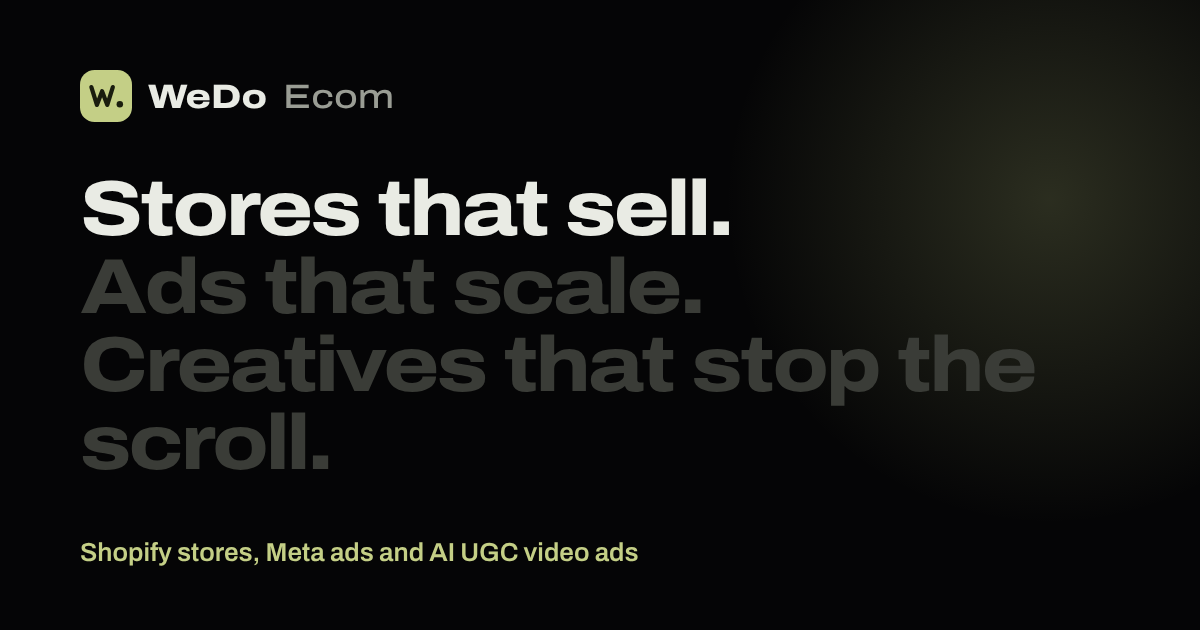 W. WeDo Ecom
Stores that sell.
Ads that scale.
Creatives that stop the
scroll.
Shopify stores, Meta ads and AI UGC video ads